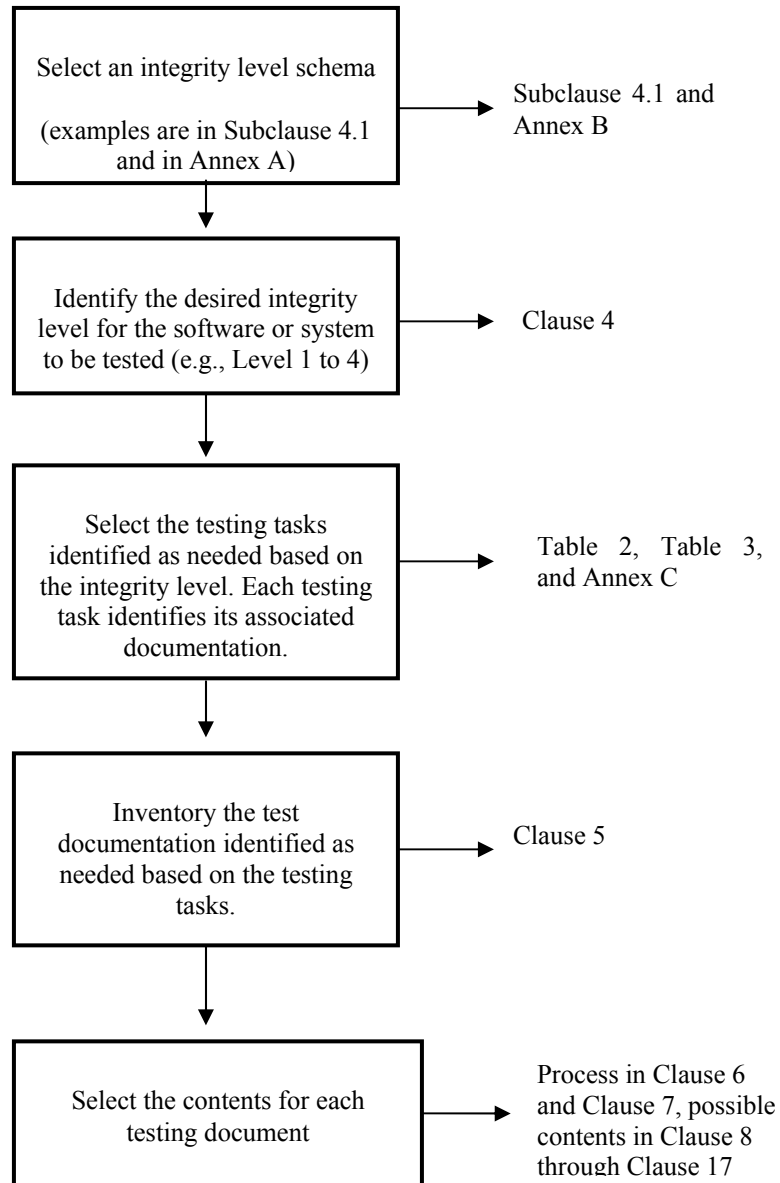 Select an integrity level schema
(examples are in Subclause 4.1
and in Annex A)
Subclause 4.1 and
Annex B
Identify the desired integrity
level for the software or system
to be tested (e.g., Level 1 to 4)
Clause 4
Select the testing tasks
identified as needed based on
the integrity level. Each testing
task identifies its associated
documentation.
Table 2, Table 3,
and Annex C
Inventory the test
documentation identified as
needed based on the testing
tasks.
Clause 5
Select the contents for each
testing document
Process in Clause 6
and Clause 7, possible
contents in Clause 8
through Clause 17